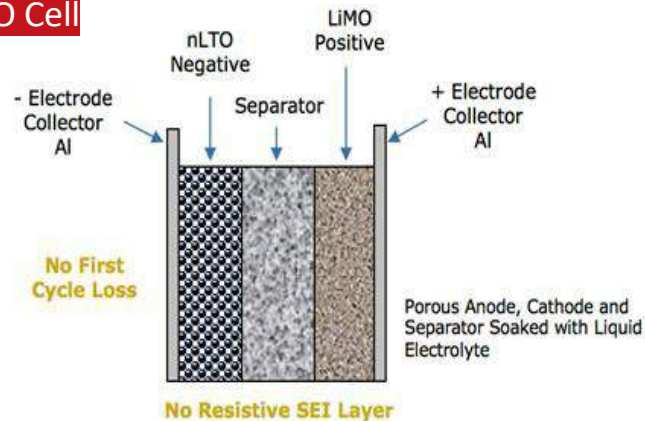 O Cell
nLTO
Negative
LiMO
Positive
- Electrode
Collector
Al
Separator
+ Electrode
Collector
Al
No First
Cycle Loss
Porous Anode, Cathode and
Separator Soaked with Liquid
Electrolyte
No Resistive SEI Layer